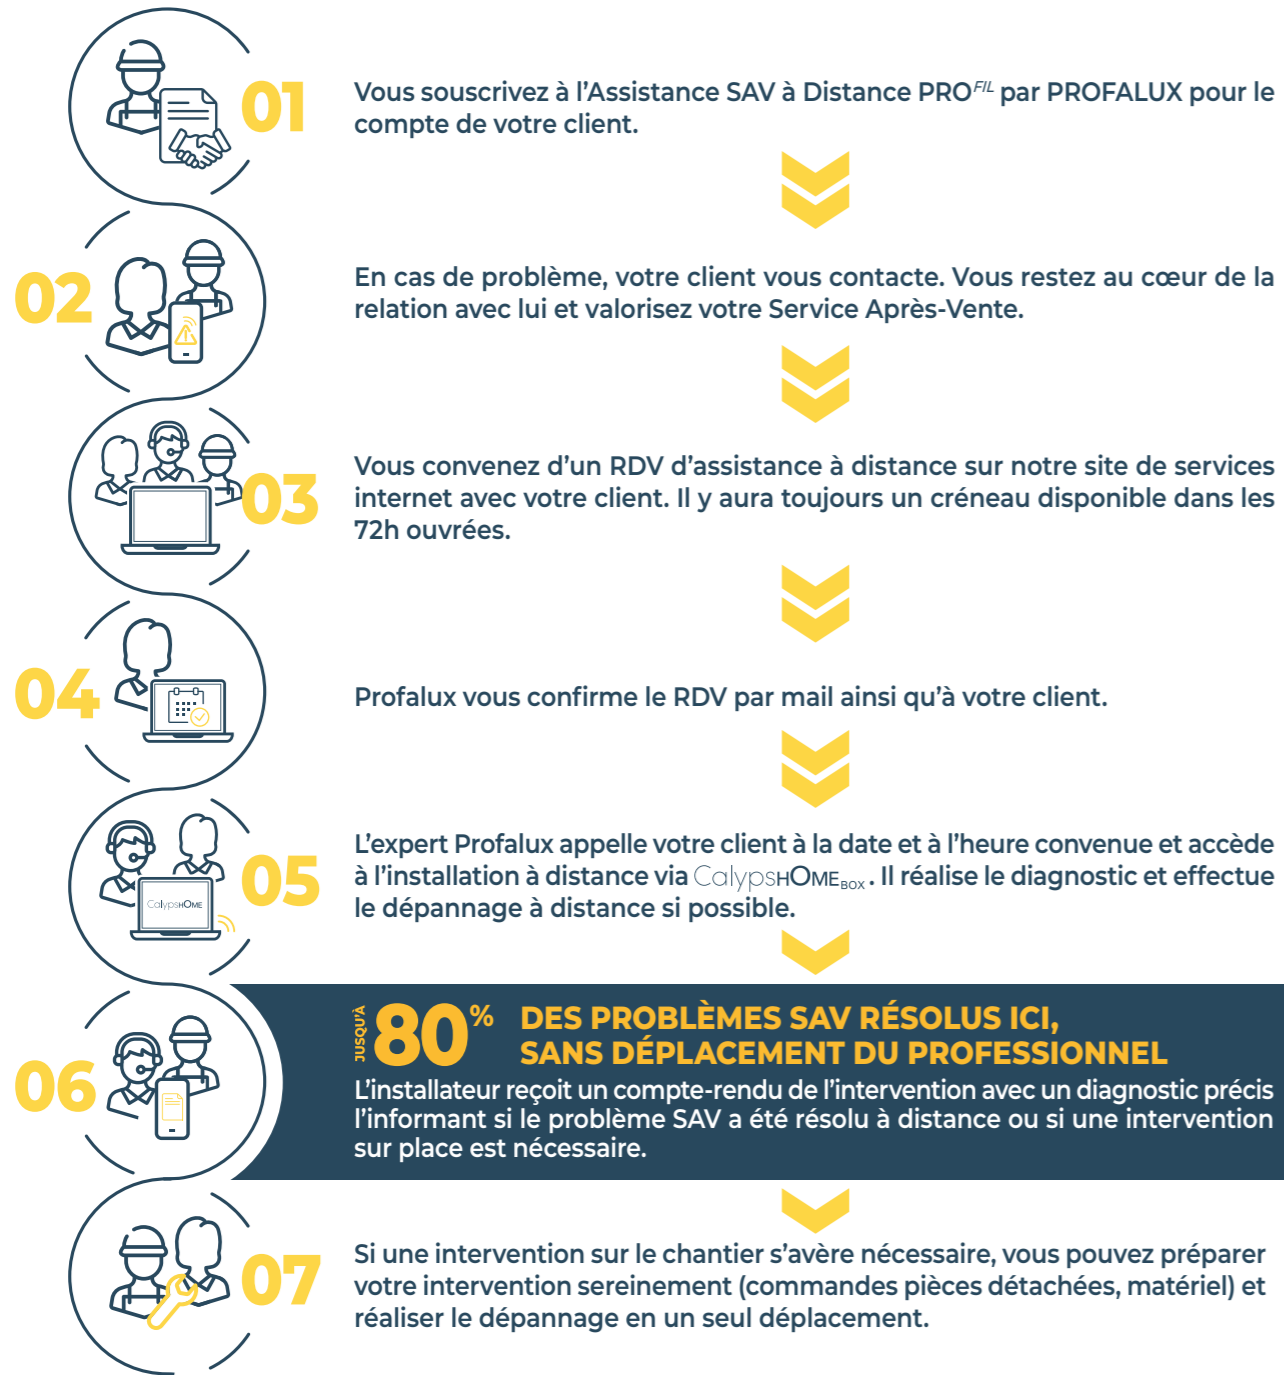 01
Vous souscrivez à l'Assistance SAV à Distance PROFIL par PROFALUX pour le
compte de votre client.
02
En cas de problème, votre client vous contacte. Vous restez au cœur de la
relation avec lui et valorisez votre Service Après-Vente.
03
Vous convenez d'un RDV d'assistance à distance sur notre site de services
internet avec votre client. Il y aura toujours un créneau disponible dans les
72h ouvrées.
04
Profalux vous confirme le RDV par mail ainsi qu'à votre client.
05
CalypsHOME
L'expert Profalux appelle votre client à la date et à l'heure convenue et accède
à l'installation à distance via CalypsHOME BOX. Il réalise le diagnostic et effectue
le dépannage à distance si possible.
06
JUSQU'À 80% DES PROBLÈMES SAV RÉSOLUS ICI,
SANS DÉPLACEMENT DU PROFESSIONNEL
L'installateur reçoit un compte-rendu de l'intervention avec un diagnostic précis
l'informant si le problème SAV a été résolu à distance ou si une intervention
sur place est nécessaire.
07
Si une intervention sur le chantier s'avère nécessaire, vous pouvez préparer
votre intervention sereinement (commandes pièces détachées, matériel) et
réaliser le dépannage en un seul déplacement.